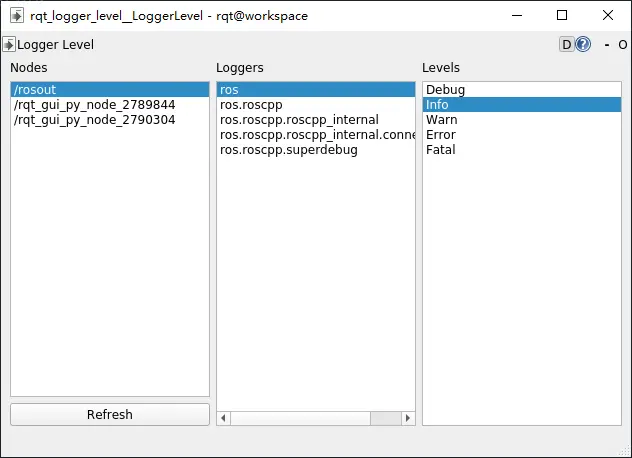 rqt_logger_level__LoggerLevel - rqt@workspace
Logger Level
D
?
-
O
Nodes
Loggers
Levels
/rosout
/rqt_gui_py_node_2789844
/rqt_gui_py_node_2790304
ros
ros.roscpp
ros.roscpp.roscpp_internal
ros.roscpp.roscpp_internal.conne
ros.roscpp.superdebug
Debug
Info
Warn
Error
Fatal
Refresh